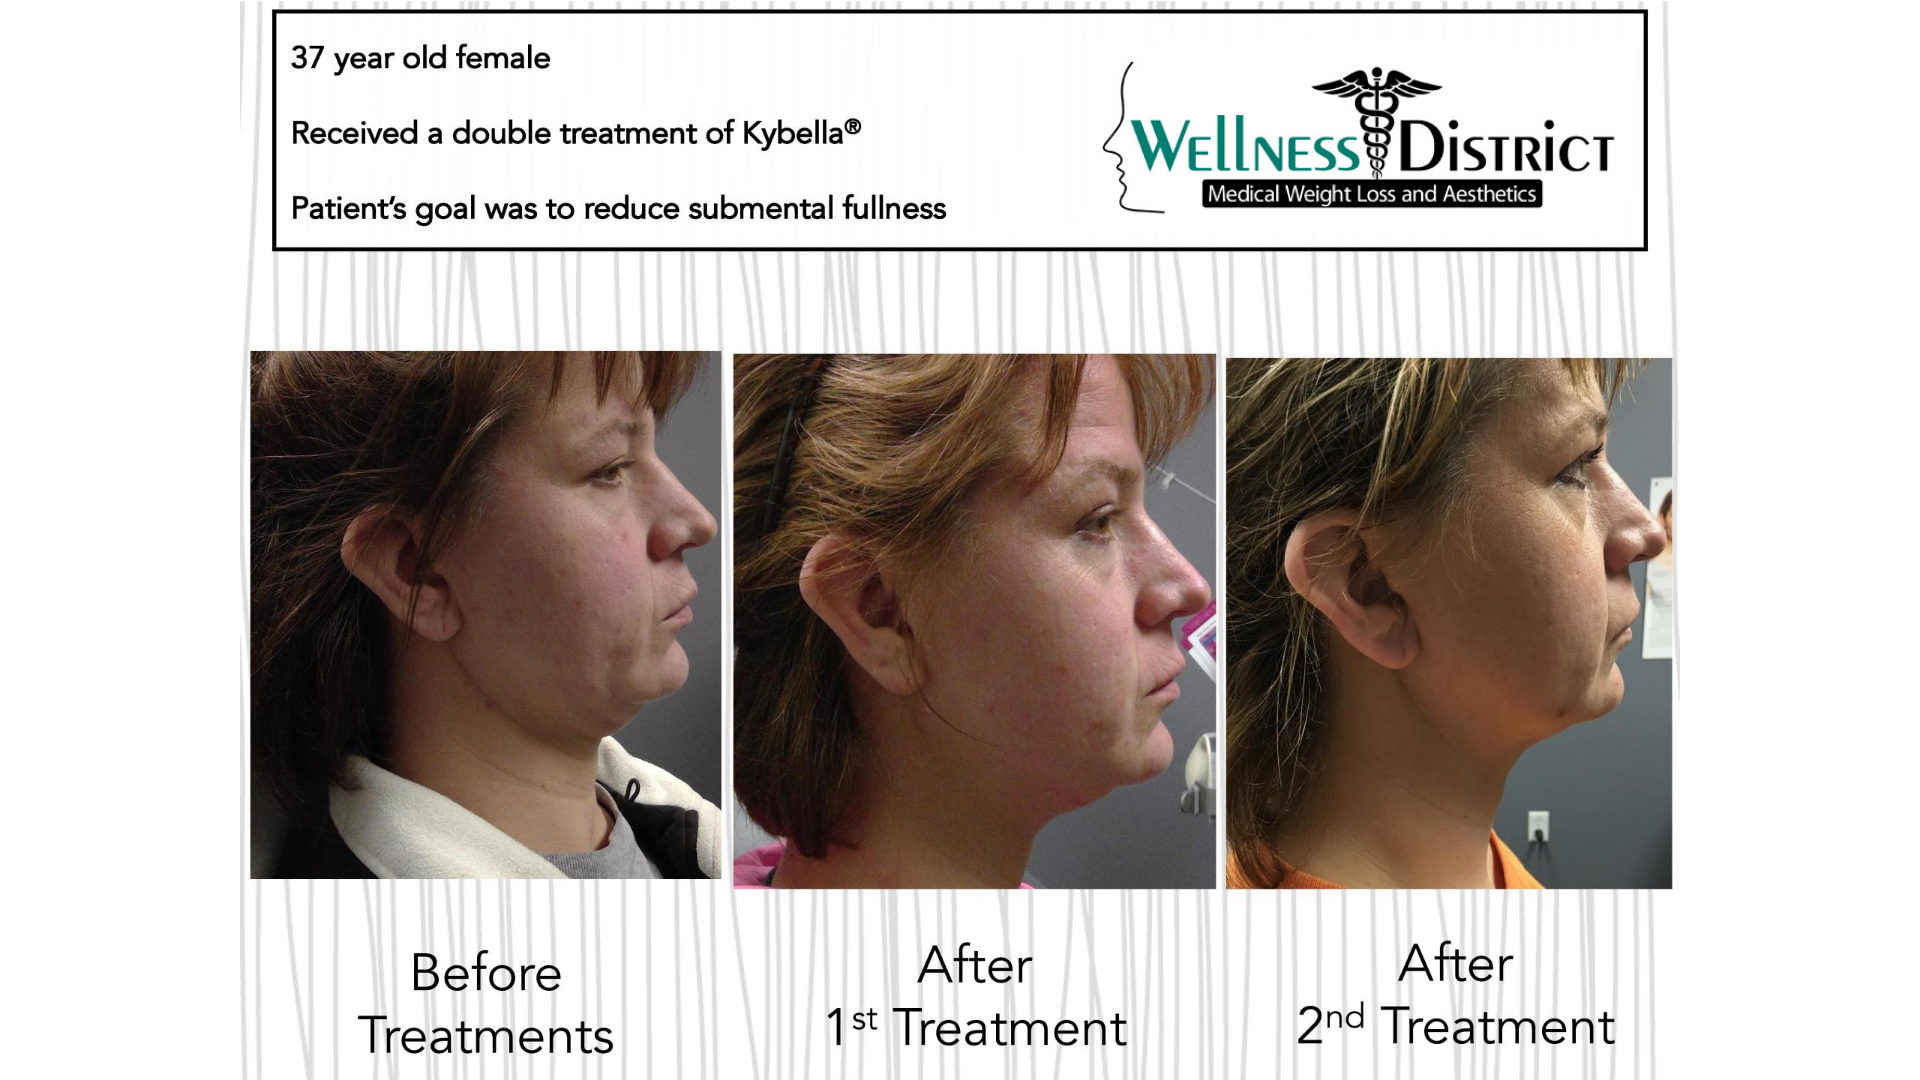 37 year old female
Received a double treatment of Kybella®
Patient's goal was to reduce submental fullness
WELLNESS DISTRICT
Medical Weight Loss and Aesthetics
Before
Treatments
After
1st Treatment
After
2nd Treatment